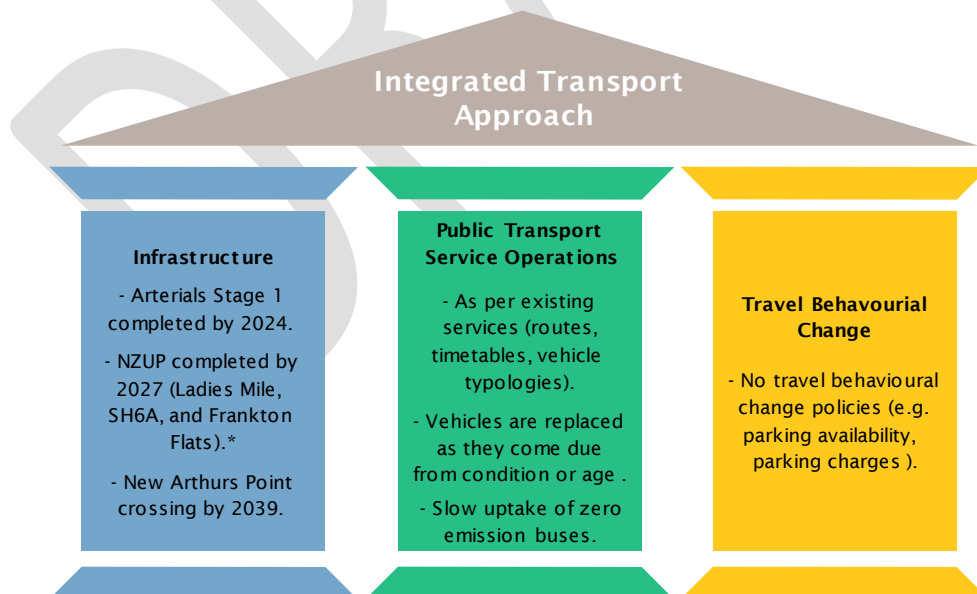 Integrated Transport
Approach
Infrastructure
- Arterials Stage 1
completed by 2024.
- NZUP completed by
2027 (Ladies Mile,
SH6A, and Frankton
Flats).*
- New Arthurs Point
crossing by 2039.
Public Transport
Service Operations
- As per existing
services (routes,
timetables, vehicle
typologies).
- Vehicles are replaced
as they come due
from condition or age .
- Slow uptake of zero
emission buses.
Travel Behavourial
Change
- No travel behavioural
change policies (e.g.
parking availability,
parking charges ).